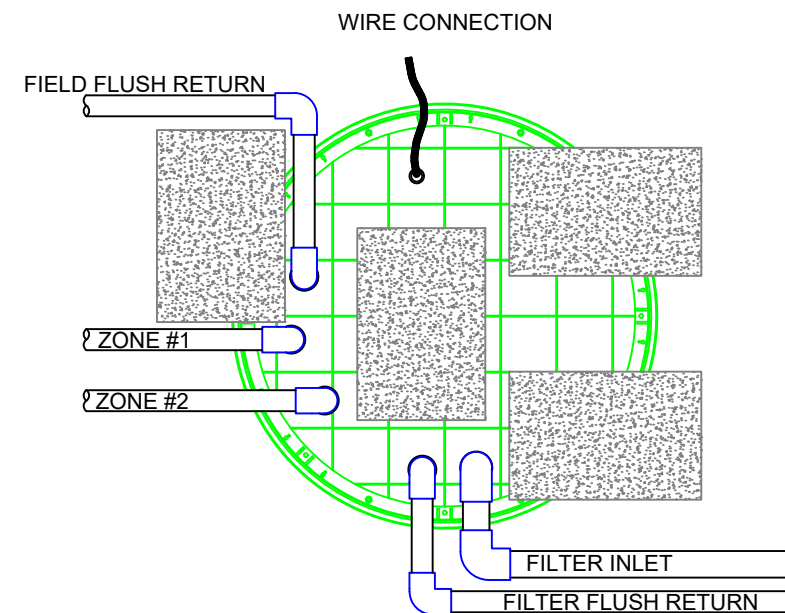 WIRE CONNECTION
FIELD FLUSH RETURN
ZONE #1
ZONE #2
FILTER INLET
FILTER FLUSH RETURN